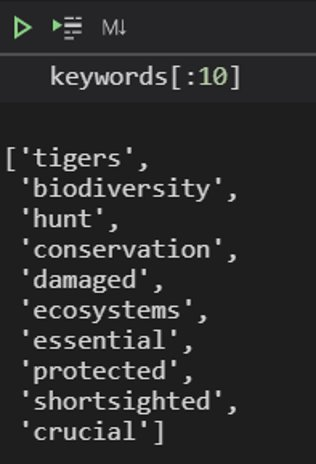 M↓
keywords[:10]
['tigers',
'biodiversity',
'hunt',
'conservation',
'damaged',
'ecosystems',
'essential',
'protected',
'shortsighted',
'crucial']